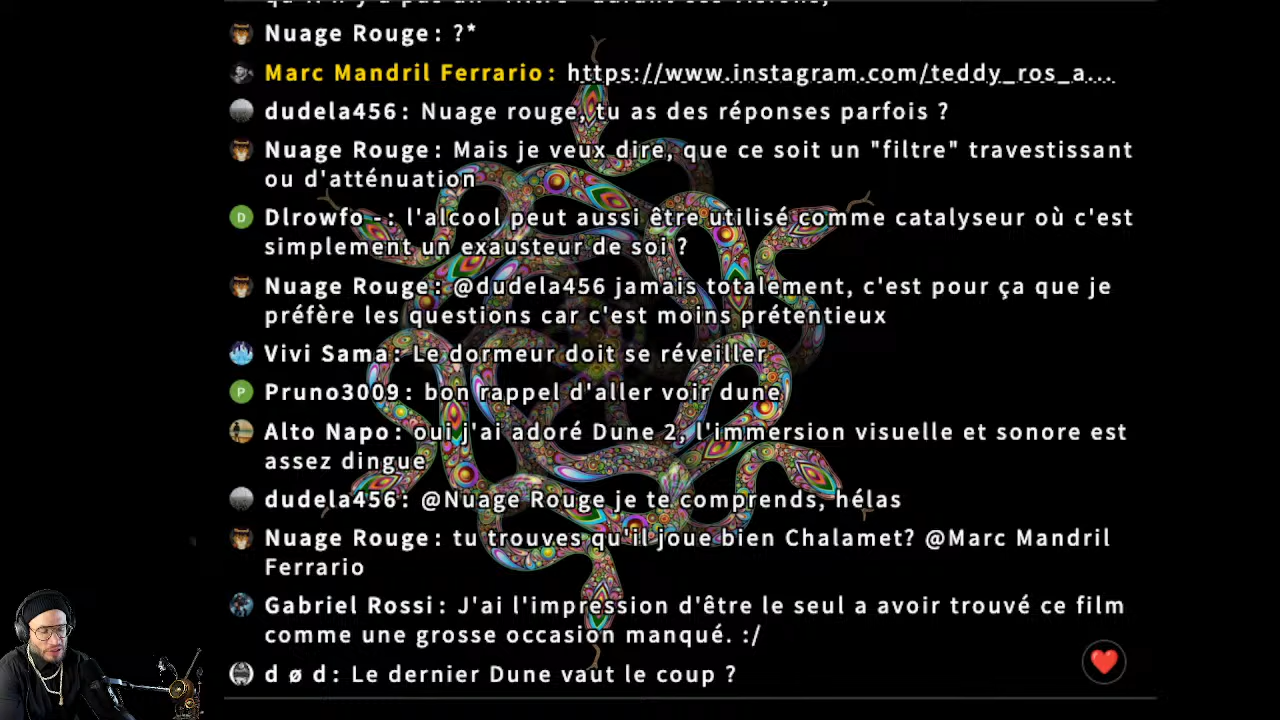 Nuage Rouge: ?*
Marc Mandril Ferrario: https://www.instagram.com/teddy_ros_a...
dudela456: Nuage rouge, tu as des réponses parfois ?
Nuage Rouge: Mais je veux dire, que ce soit un "filtre" travestissant
ou d'atténuation
D
Dlrowfo -: l'alcool peut aussi être utilisé comme catalyseur où c'est
simplement un exausteur de soi ?
Nuage Rouge: @dudela456 jamais totalement, c'est pour ça que je
préfère les questions car c'est moins prétentieux
Vivi Sama: Le dormeur doit se réveiller
P
Pruno3009: bon rappel d'aller voir dune
Alto Napo: oui j'ai adoré Dune 2, l'immersion visuelle et sonore est
assez dingue
dudela456: @Nuage Rouge je te comprends, hélas
Nuage Rouge: tu trouves qu'il joue bien Chalamet? @Marc Mandril
Ferrario
Gabriel Rossi: J'ai l'impression d'être le seul a avoir trouvé ce film
comme une grosse occasion manqué. :/
d ø d: Le dernier Dune vaut le coup ?